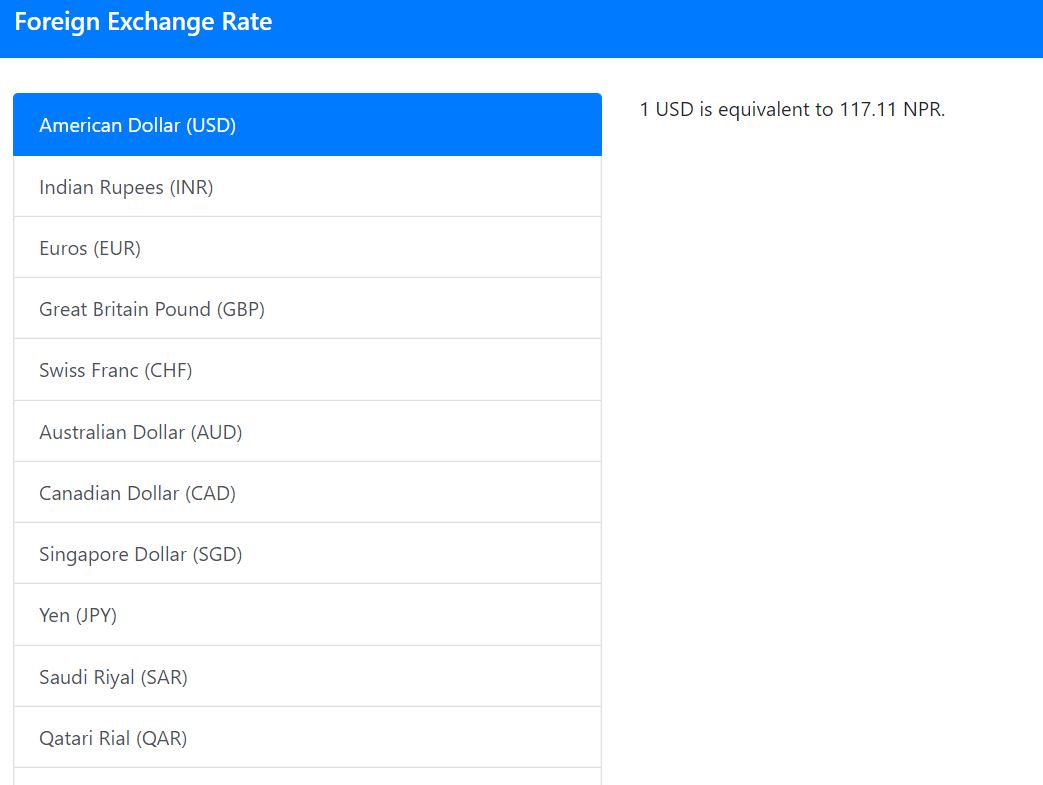 Foreign Exchange Rate
American Dollar (USD)
1 USD is equivalent to 117.11 NPR.
Indian Rupees (INR)
Euros (EUR)
Great Britain Pound (GBP)
Swiss Franc (CHF)
Australian Dollar (AUD)
Canadian Dollar (CAD)
Singapore Dollar (SGD)
Yen (JPY)
Saudi Riyal (SAR)
Qatari Rial (QAR)